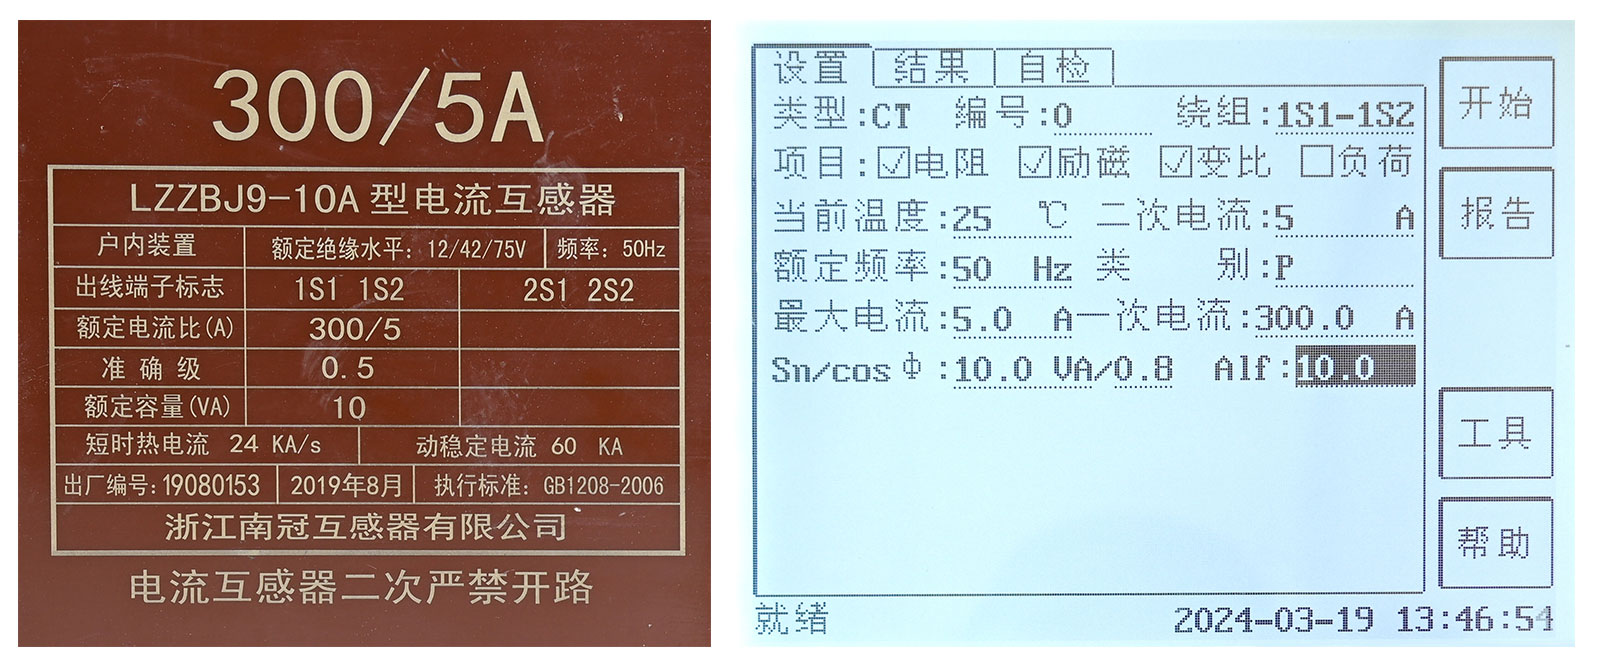 300/5A
LZZBJ9-10A 型电流互感器
户内装置 额定绝缘水平: 12/42/75V 频率: 50Hz
出线端子标志 1S1 1S2 2S1 2S2
额定电流比(A) 300/5
准确级 0.5
额定容量(VA) 10
短时热电流 24 KA/s 动稳定电流 60 KA
出厂编号: 19080153 2019年8月 执行标准: GB1208-2006
浙江南冠互感器有限公司
电流互感器二次严禁开路
设置 结果 自检
类型:CT 编号:0 绕组:1S1-1S2
项目: 电阻 励磁 变比 负荷
当前温度:25 ℃ 二次电流:5 A
额定频率:50 Hz 类 别:P
最大电流:5.0 A 一次电流:300.0 A
Sn/cosΦ:10.0 VA/0.8 Alf:10.0
开始
报告
工具
帮助
就绪 2024-03-19 13:46:54